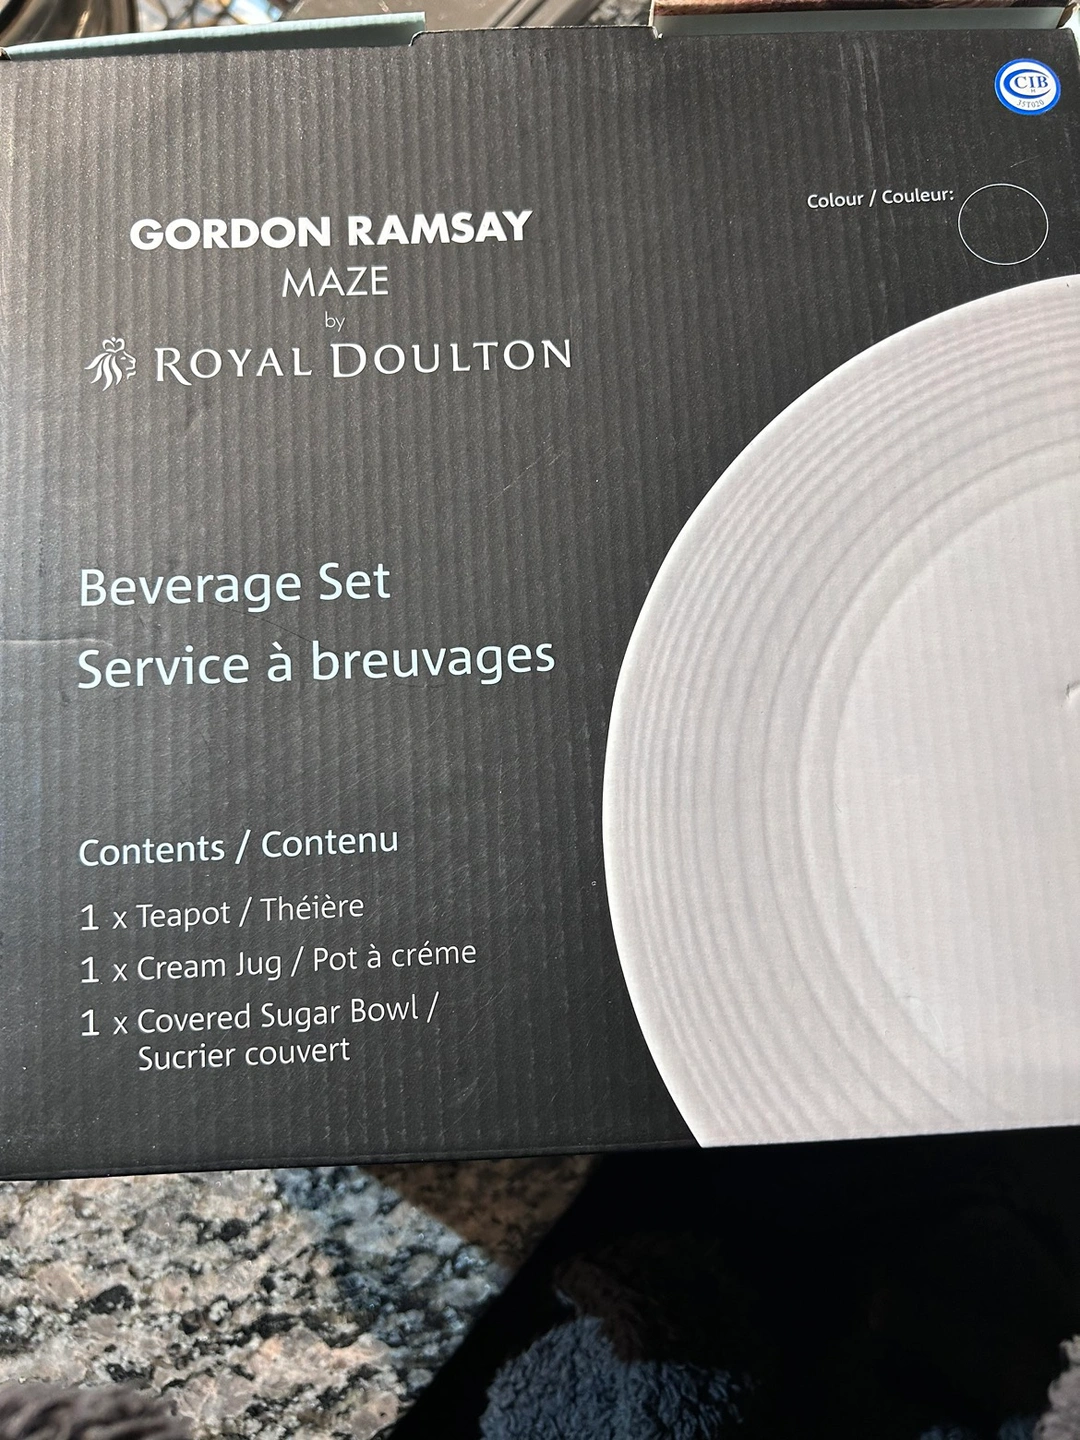 CIB
H
15T020
Colour / Couleur:
GORDON RAMSAY
MAZE
by
ROYAL DOULTON
Beverage Set
Service à breuvages
Contents / Contenu
1 x Teapot / Théière
1 x Cream Jug / Pot à créme
1 x Covered Sugar Bowl /
Sucrier couvert